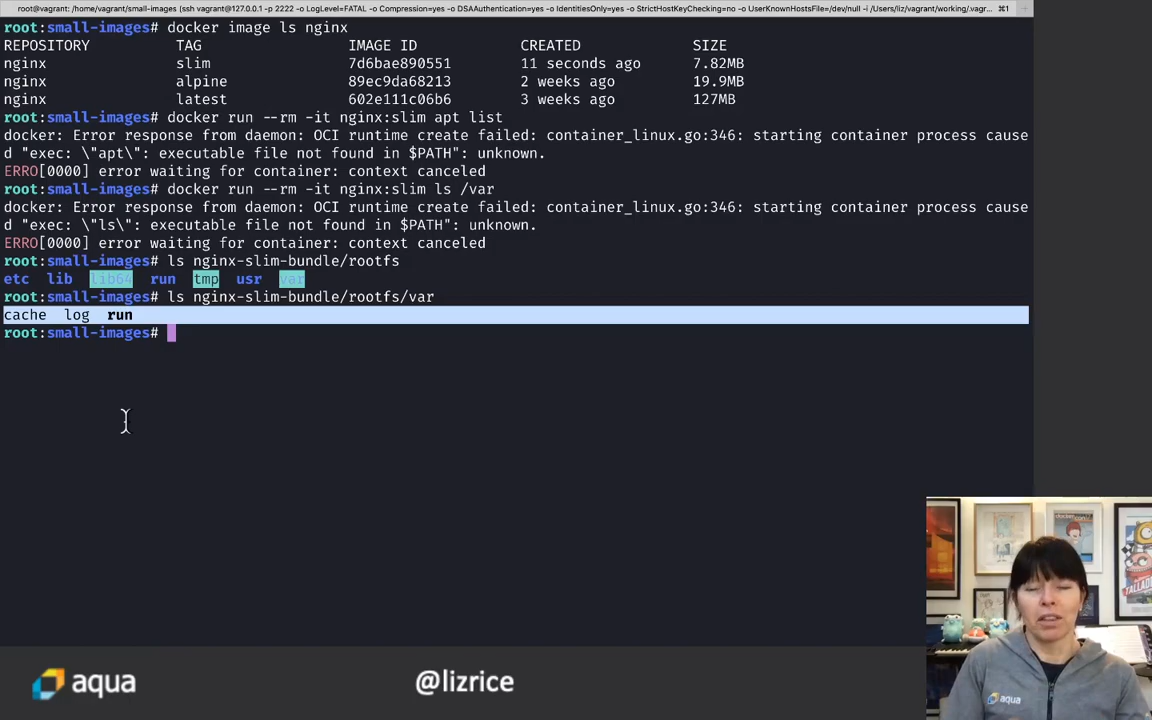 root@vagrant: /home/vagrant/small-images (ssh vagrant@127.0.0.1 -p 2222 -o LogLevel=FATAL -o Compression=yes -o DSAAuthentication=yes -o IdentitiesOnly=yes -o StrictHostKeyChecking=no -o UserKnownHostsFile=/dev/null -i /Users/liz/vagrant/working/.vagr... ⌘1
root:small-images# docker image ls nginx
REPOSITORY TAG IMAGE ID CREATED SIZE
nginx slim 7d6bae890551 11 seconds ago 7.82MB
nginx alpine 89ec9da68213 2 weeks ago 19.9MB
nginx latest 602e111c06b6 3 weeks ago 127MB
root:small-images# docker run --rm -it nginx:slim apt list
docker: Error response from daemon: OCI runtime create failed: container_linux.go:346: starting container process cause
d "exec: \"apt\": executable file not found in $PATH": unknown.
ERRO[0000] error waiting for container: context canceled
root:small-images# docker run --rm -it nginx:slim ls /var
docker: Error response from daemon: OCI runtime create failed: container_linux.go:346: starting container process cause
d "exec: \"ls\": executable file not found in $PATH": unknown.
ERRO[0000] error waiting for container: context canceled
root:small-images# ls nginx-slim-bundle/rootfs
etc lib lib64 run tmp usr var
root:small-images# ls nginx-slim-bundle/rootfs/var
cache log run
root:small-images#
aqua
@lizrice
aqua